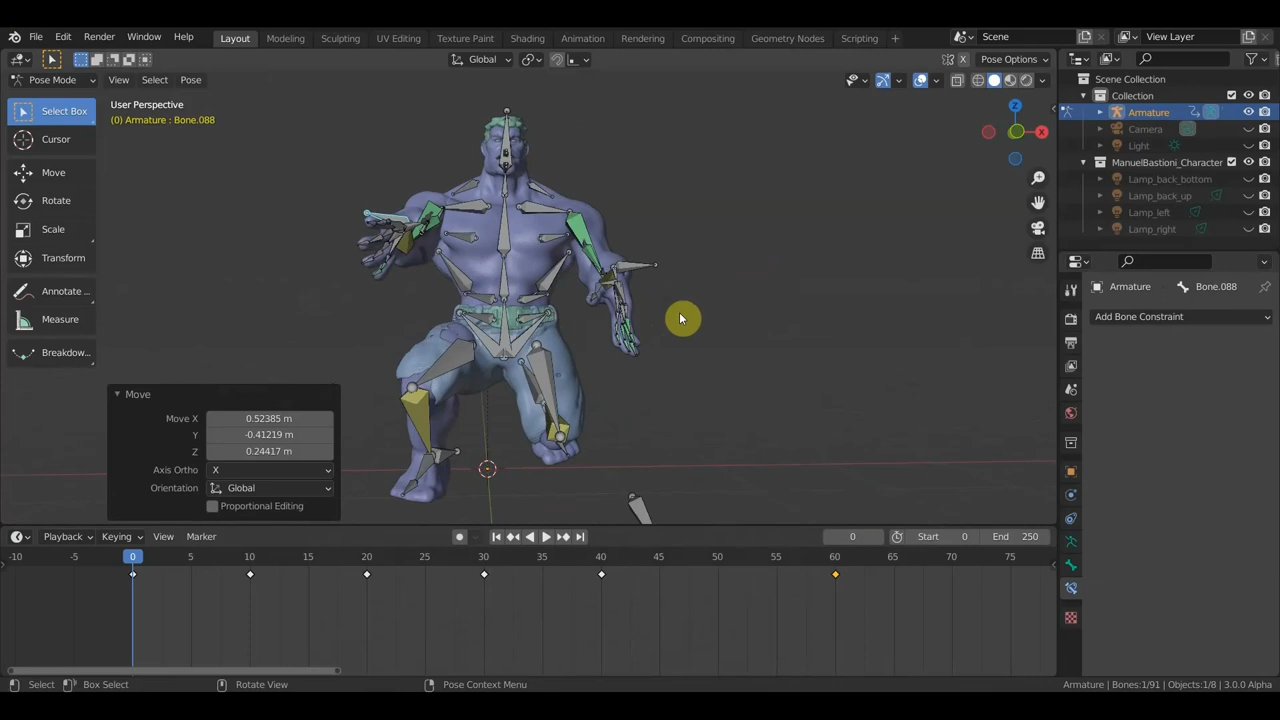 File Edit Render Window Help Layout Modeling Sculpting UV Editing Texture Paint Shading Animation Rendering Compositing Geometry Nodes Scripting + Scene View Layer
Global X Pose Options
Pose Mode View Select Pose
Select Box
Cursor
Move
Rotate
Scale
Transform
Annotate ...
Measure
Breakdow...
User Perspective
(0) Armature : Bone.088
Z
X
Scene Collection
Collection
Armature
Camera
Light
ManuelBastioni_Character
Lamp_back_bottom
Lamp_back_up
Lamp_left
Lamp_right
Armature Bone.088
Add Bone Constraint
Move
Move X 0.52385 m
Y -0.41219 m
Z 0.24417 m
Axis Ortho X
Orientation Global
Proportional Editing
Playback Keying View Marker 0 Start 0 End 250
-10 -5 0 5 10 15 20 25 30 35 40 45 50 55 60 65 70 75
Select Box Select Rotate View Pose Context Menu Armature | Bones:1/91 | Objects:1/8 | 3.0.0 Alpha